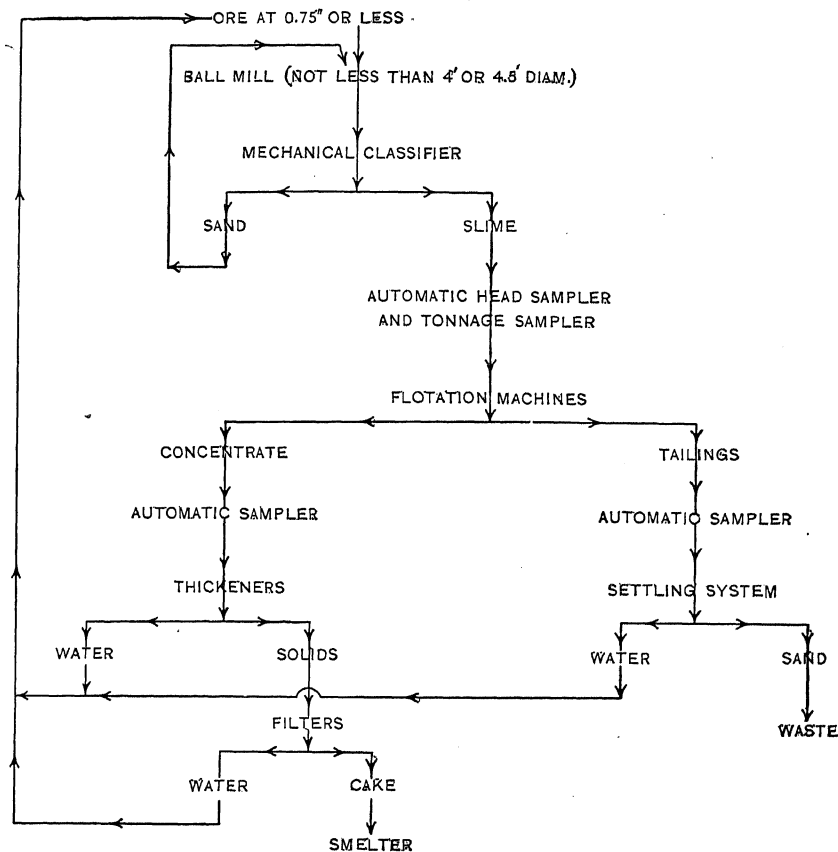 ORE AT 0.75" OR LESS
BALL MILL (NOT LESS THAN 4' OR 4.8' DIAM.)
MECHANICAL CLASSIFIER
SAND
SLIME
AUTOMATIC HEAD SAMPLER
AND TONNAGE SAMPLER
FLOTATION MACHINES
CONCENTRATE
TAILINGS
AUTOMATIC SAMPLER
AUTOMATIC SAMPLER
THICKENERS
SETTLING SYSTEM
WATER
SOLIDS
WATER
SAND
FILTERS
WASTE
WATER
CAKE
SMELTER